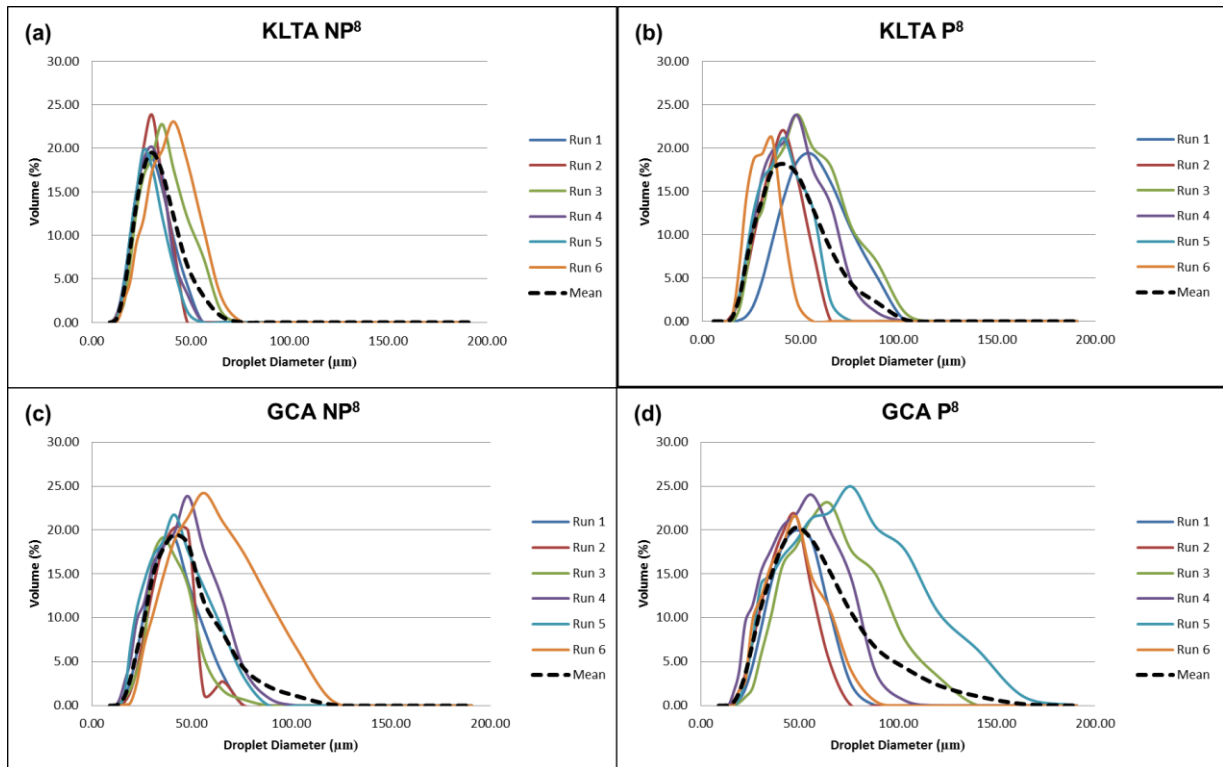 (a) KLTA NP⁸
30.00
25.00
20.00
15.00
10.00
5.00
0.00
Volume (%)
0.00 50.00 100.00 150.00 200.00
Droplet Diameter (µm)
Run 1
Run 2
Run 3
Run 4
Run 5
Run 6
Mean
(b) KLTA P⁸
30.00
25.00
20.00
15.00
10.00
5.00
0.00
Volume (%)
0.00 50.00 100.00 150.00 200.00
Droplet Diameter (µm)
Run 1
Run 2
Run 3
Run 4
Run 5
Run 6
Mean
(c) GCA NP⁸
30.00
25.00
20.00
15.00
10.00
5.00
0.00
Volume (%)
0.00 50.00 100.00 150.00 200.00
Droplet Diameter (µm)
Run 1
Run 2
Run 3
Run 4
Run 5
Run 6
Mean
(d) GCA P⁸
30.00
25.00
20.00
15.00
10.00
5.00
0.00
Volume (%)
0.00 50.00 100.00 150.00 200.00
Droplet Diameter (µm)
Run 1
Run 2
Run 3
Run 4
Run 5
Run 6
Mean